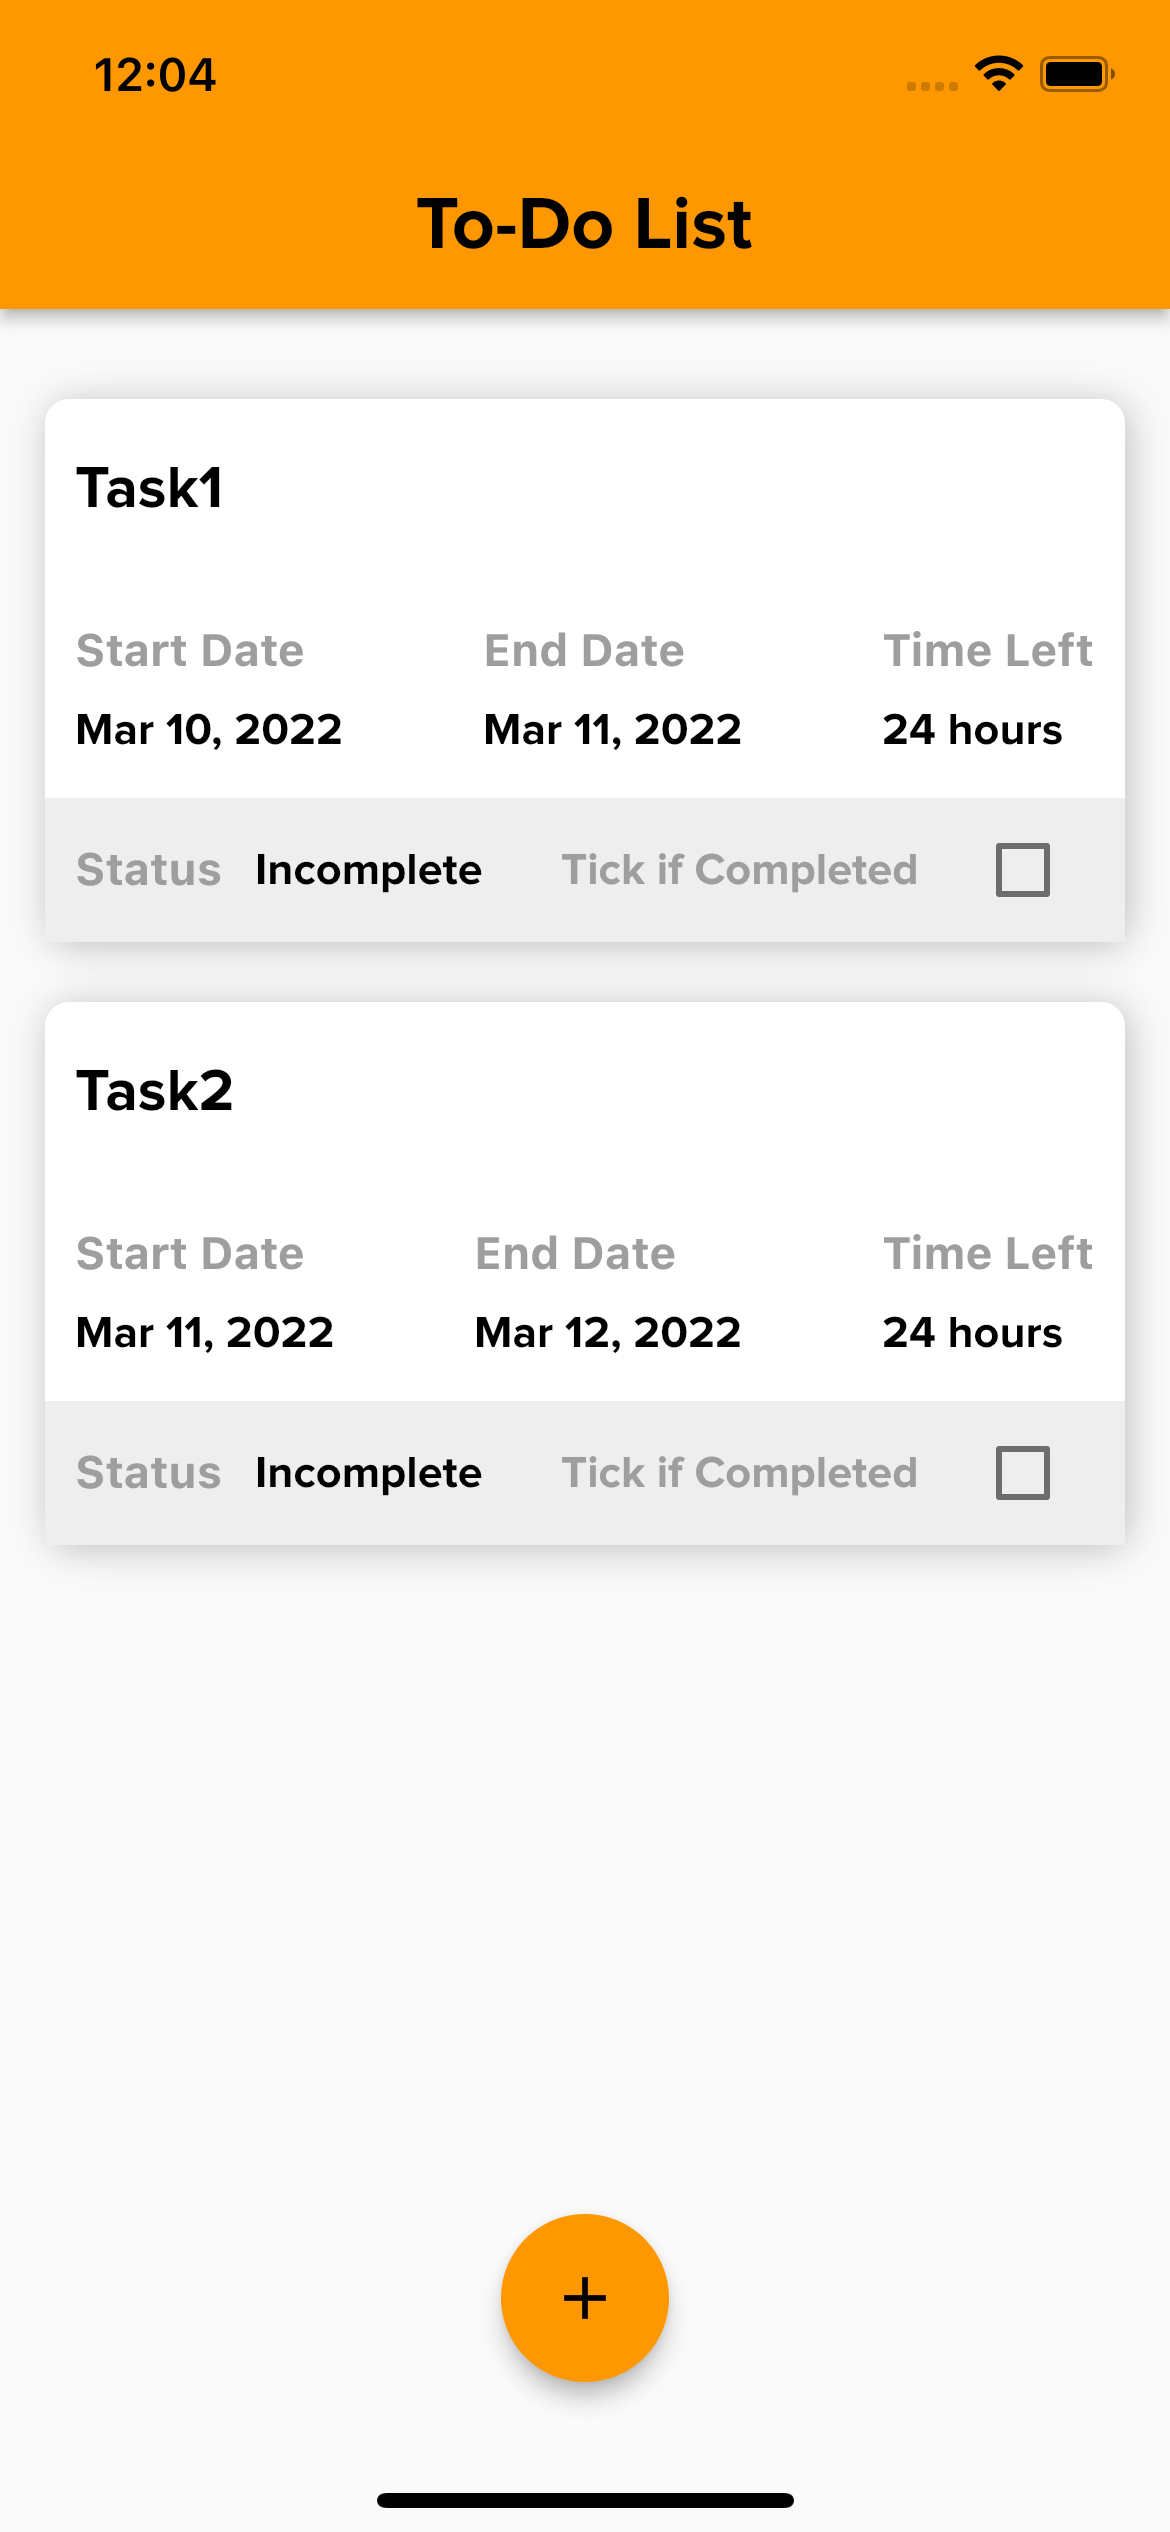 12:04
To-Do List
Task1
Start Date End Date Time Left
Mar 10, 2022 Mar 11, 2022 24 hours
Status Incomplete Tick if Completed
Task2
Start Date End Date Time Left
Mar 11, 2022 Mar 12, 2022 24 hours
Status Incomplete Tick if Completed
+